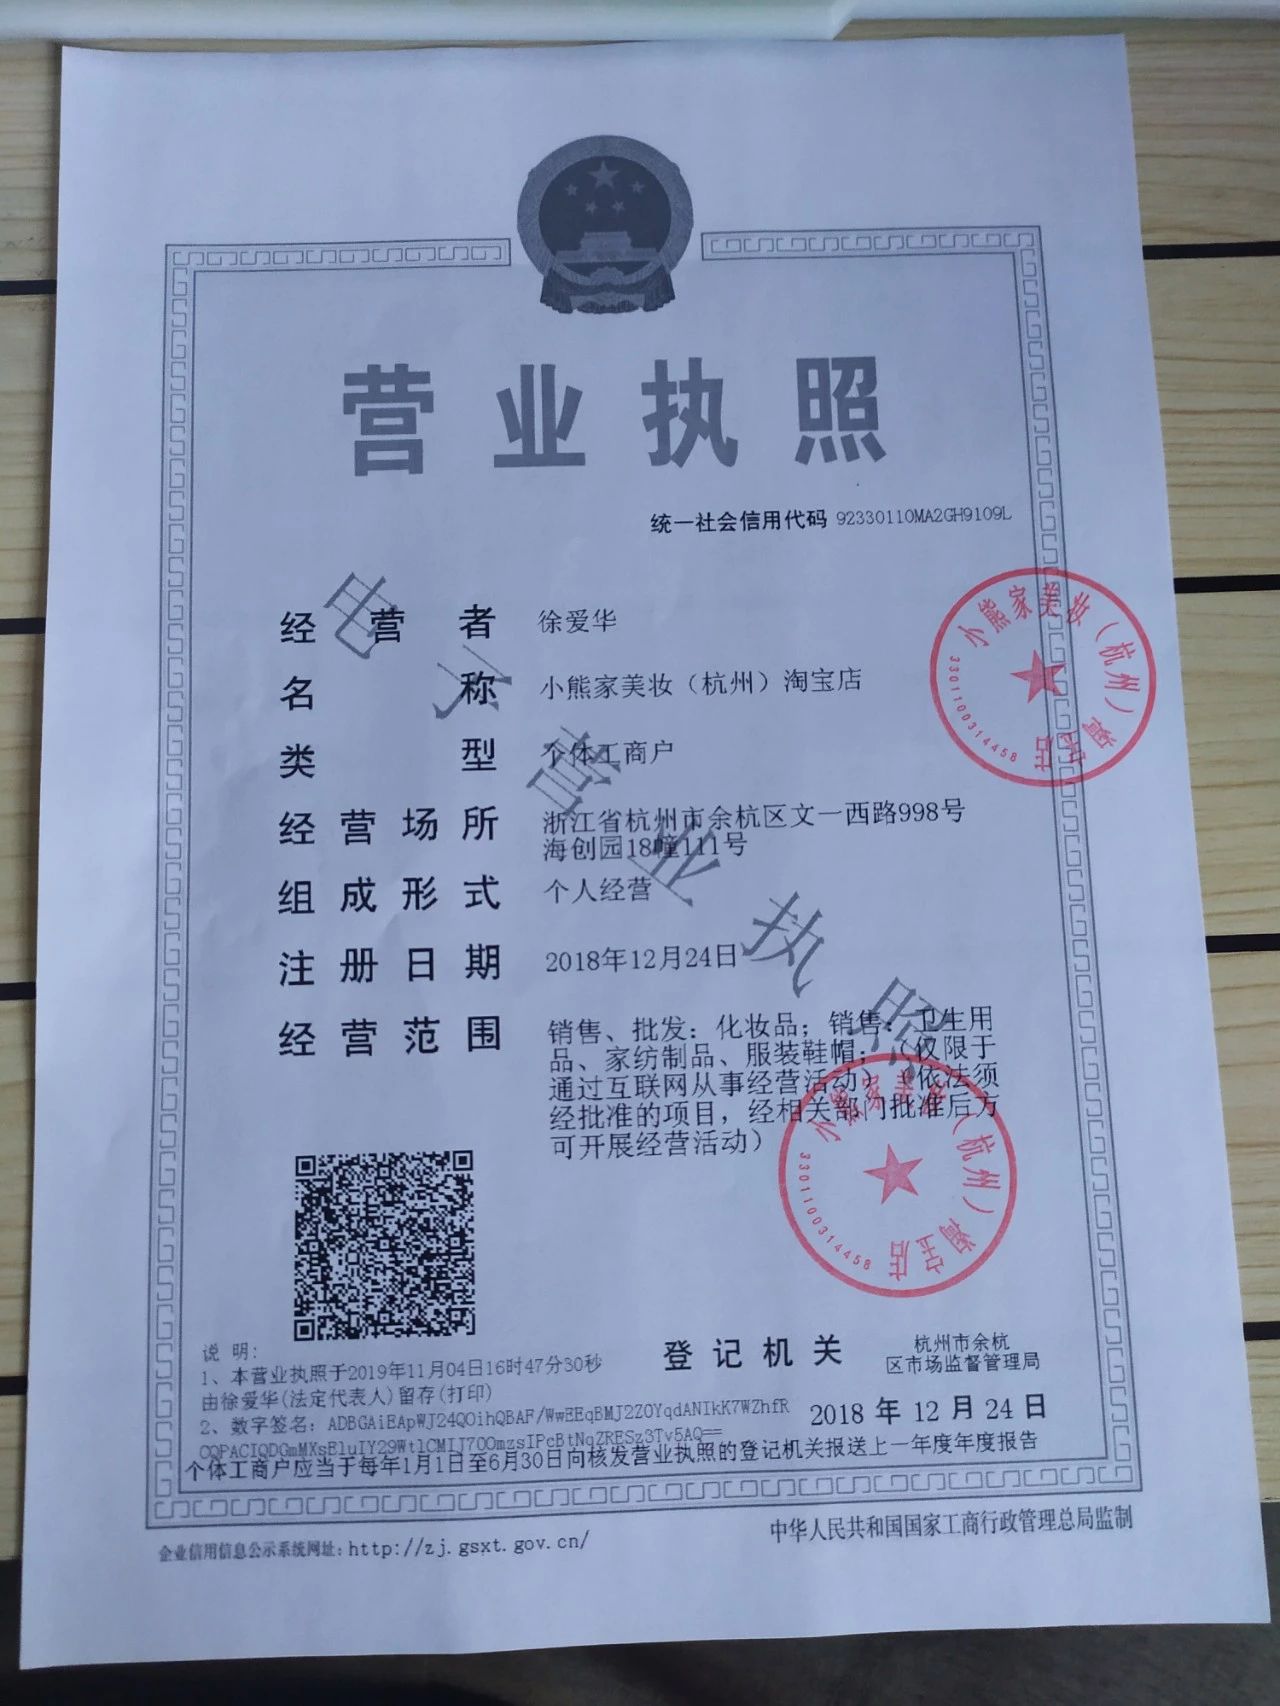 营业执照
统一社会信用代码 92330110MA2GH9109L
经营者 徐爱华
名称 小熊家美妆（杭州）淘宝店
类型 个体工商户
经营场所 浙江省杭州市余杭区文一西路998号
海创园18幢111号
组成形式 个人经营
注册日期 2018年12月24日
经营范围 销售、批发：化妆品；销售：卫生用
品、家纺制品、服装鞋帽；（仅限于
通过互联网从事经营活动）（依法须
经批准的项目，经相关部门批准后方
可开展经营活动）
电子营业执照
小熊家美妆（杭州）淘宝店
3301100314458
小熊家美妆（杭州）淘宝店
3301100314458
登记机关 杭州市余杭
区市场监督管理局
2018 年 12 月 24 日
说明：
1、本营业执照于2019年11月04日16时47分30秒
由徐爱华(法定代表人)留存(打印)
2、数字签名：ADBGAiEApWJ24QOihQBAF/WwEEqBMJ2ZOYqdANIkK7WZhfR
CQPACIQDGmMXsEluIY29WtlCMIJ7OOmzsIPcBtNqZRESz3Tv5AQ==
个体工商户应当于每年1月1日至6月30日向核发营业执照的登记机关报送上一年度年度报告
企业信用信息公示系统网址：http://zj.gsxt.gov.cn/
中华人民共和国国家工商行政管理总局监制